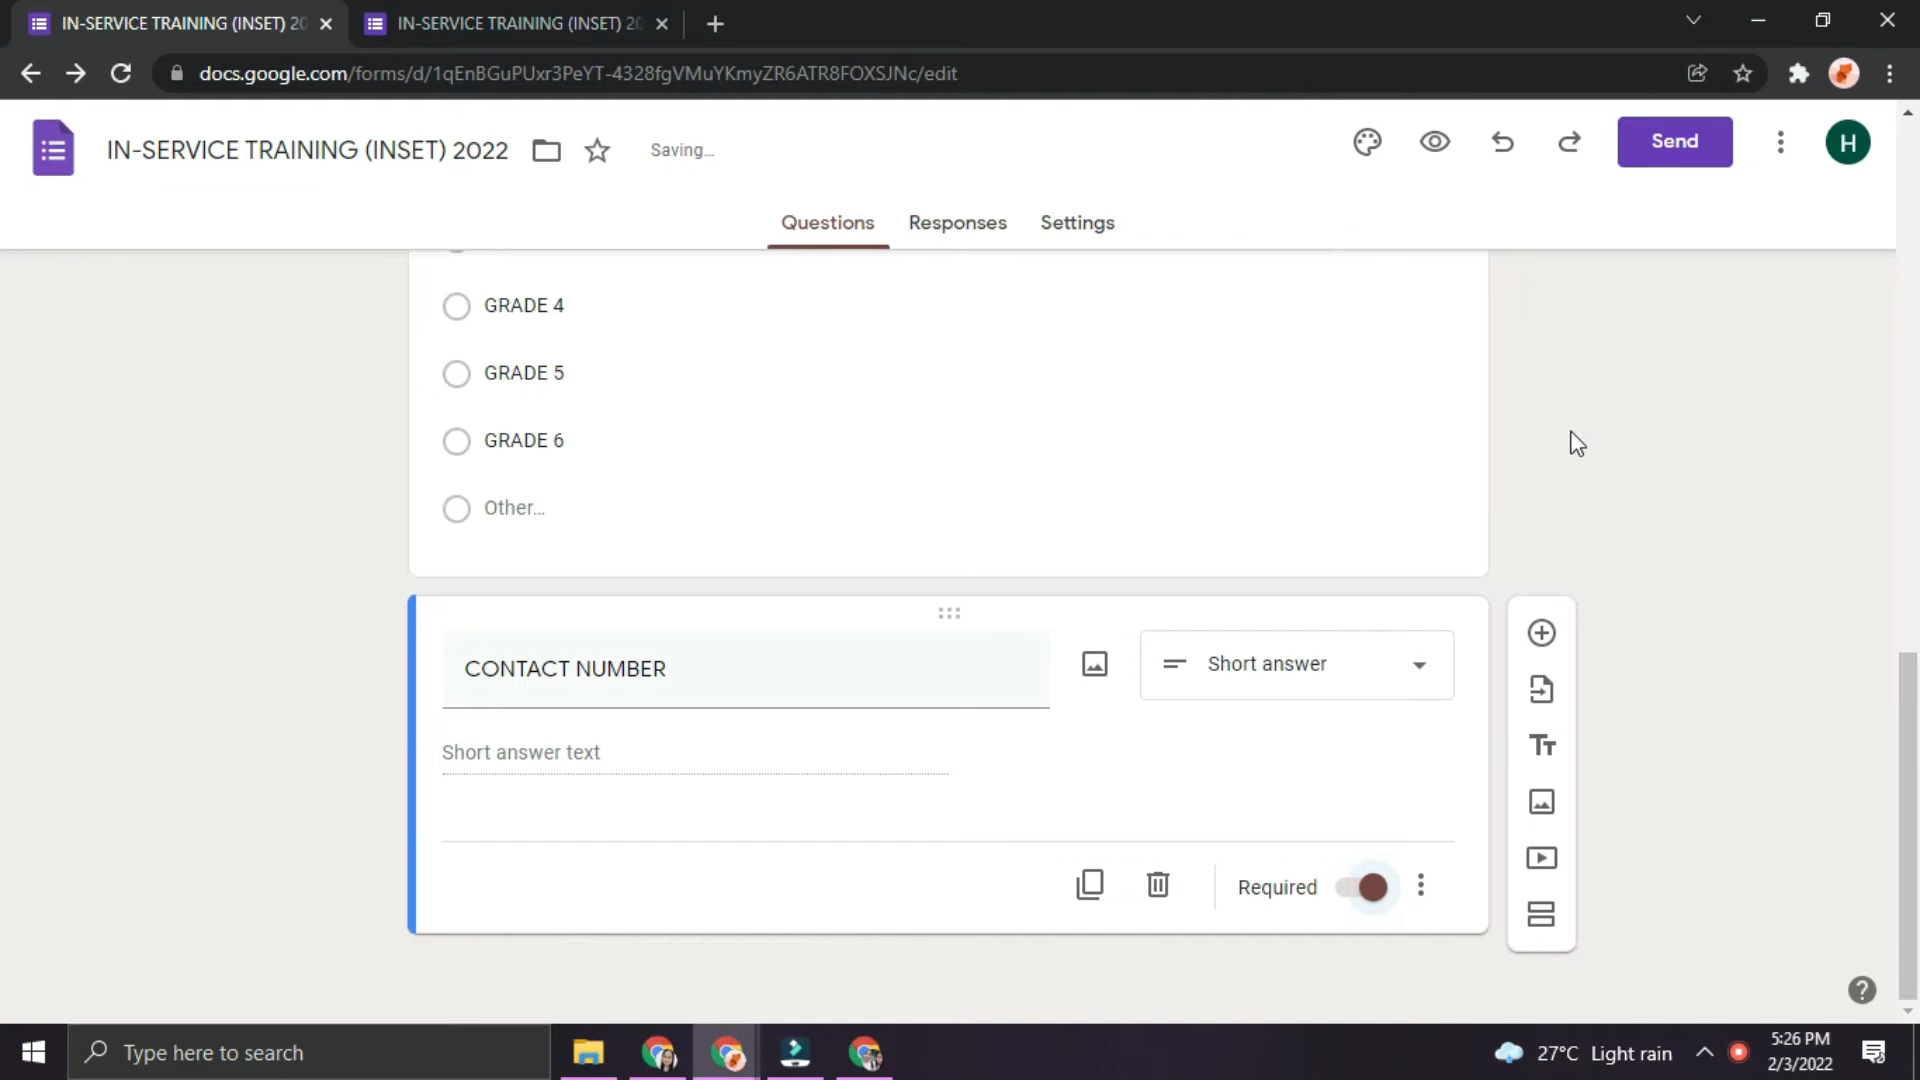 IN-SERVICE TRAINING (INSET) 20
IN-SERVICE TRAINING (INSET) 20
docs.google.com/forms/d/1qEnBGuPUxr3PeYT-4328fgVMuYKmyZR6ATR8FOXSJNc/edit
IN-SERVICE TRAINING (INSET) 2022
Saving...
Send
H
Questions
Responses
Settings
GRADE 4
GRADE 5
GRADE 6
Other...
CONTACT NUMBER
Short answer
Short answer text
Required
Type here to search
27°C Light rain
5:26 PM
2/3/2022